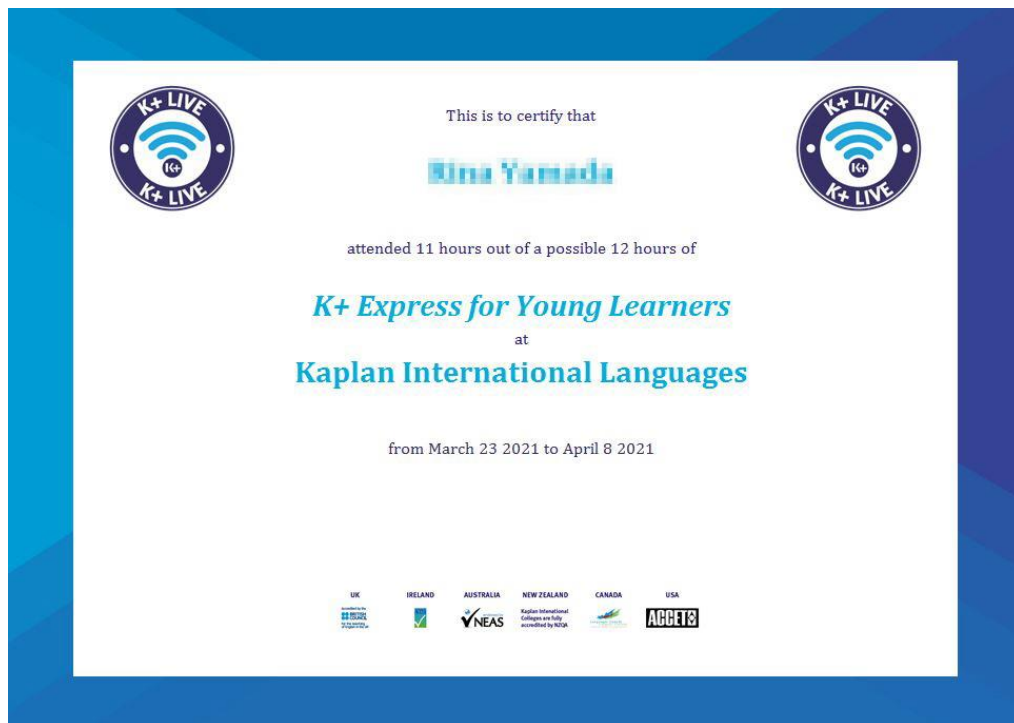 K+ LIVE
K+
K+ LIVE
K+ LIVE
K+
K+ LIVE
This is to certify that
attended 11 hours out of a possible 12 hours of
K+ Express for Young Learners
at
Kaplan International Languages
from March 23 2021 to April 8 2021
UK
IRELAND
AUSTRALIA
NEW ZEALAND
CANADA
USA
BRITISH
COUNCIL
NEAS
Kaplan International
Colleges are fully
accredited by NZQA
ACCET